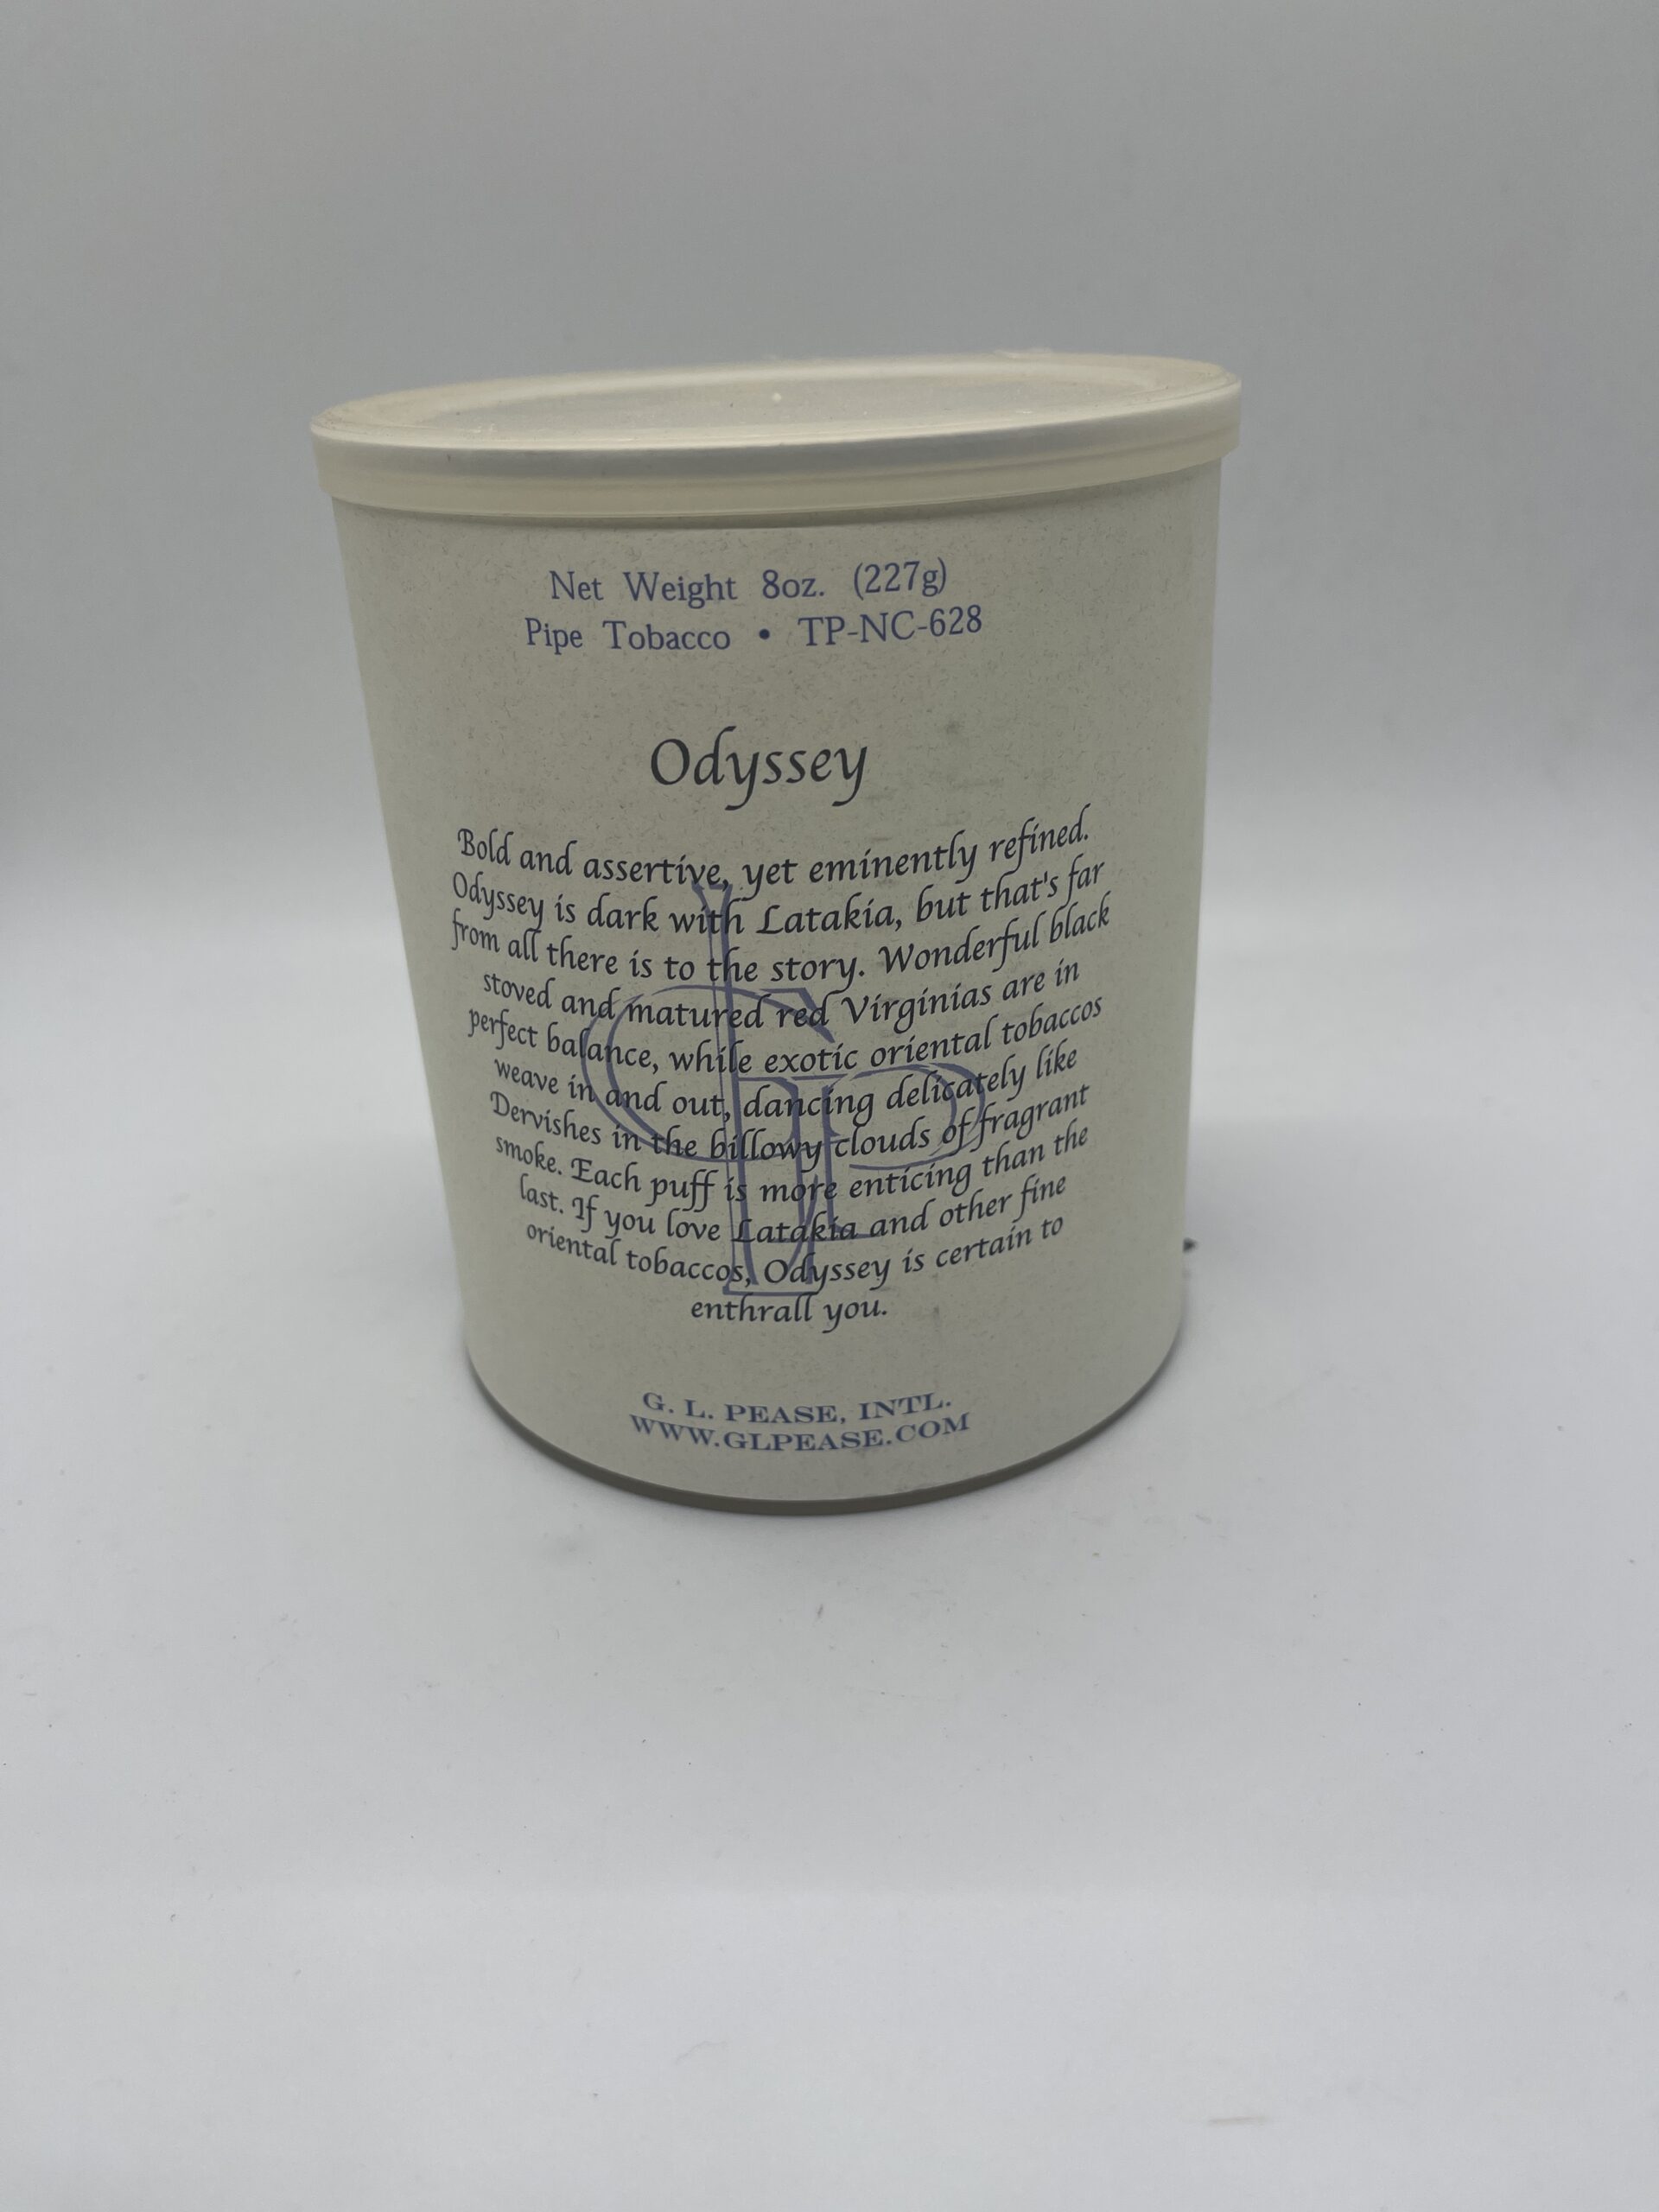 Net Weight 8oz. (227g)
Pipe Tobacco • TP-NC-628
Odyssey
Bold and assertive, yet eminently refined.
Odyssey is dark with Latakia, but that's far
from all there is to the story. Wonderful black
stoved and matured red Virginias are in
perfect balance, while exotic oriental tobaccos
weave in and out, dancing delicately like
Dervishes in the billowy clouds of fragrant
smoke. Each puff is more enticing than the
last. If you love Latakia and other fine
oriental tobaccos, Odyssey is certain to
enthrall you.
GLP
G. L. PEASE, INTL.
WWW.GLPEASE.COM